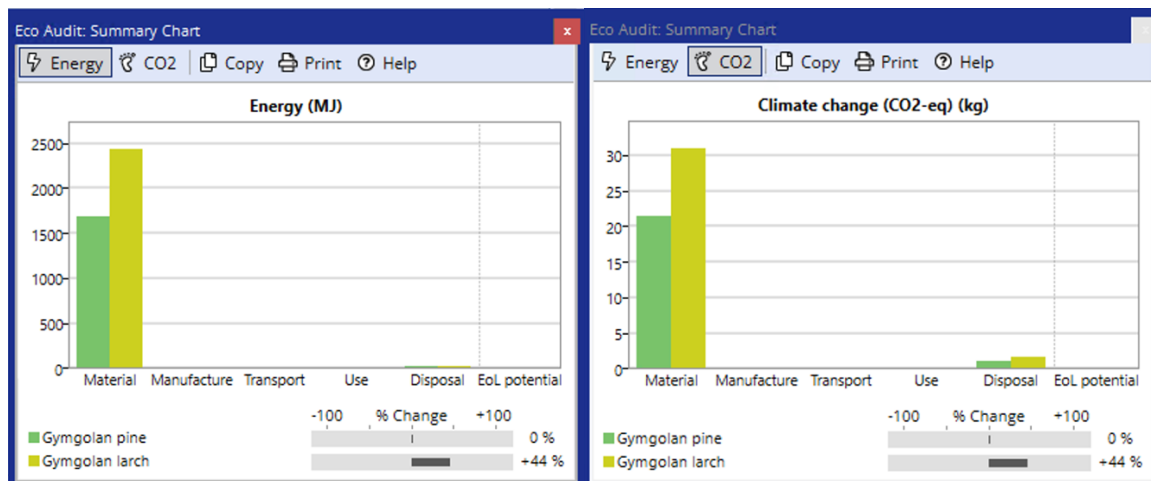 Eco Audit: Summary Chart x
Energy CO2 Copy Print Help
Energy (MJ)
2500
2000
1500
1000
500
0
Material Manufacture Transport Use Disposal EoL potential
-100 % Change +100
Gymgolan pine 0 %
Gymgolan larch +44 %
Eco Audit: Summary Chart x
Energy CO2 Copy Print Help
Climate change (CO2-eq) (kg)
30
25
20
15
10
5
0
Material Manufacture Transport Use Disposal EoL potential
-100 % Change +100
Gymgolan pine 0 %
Gymgolan larch +44 %